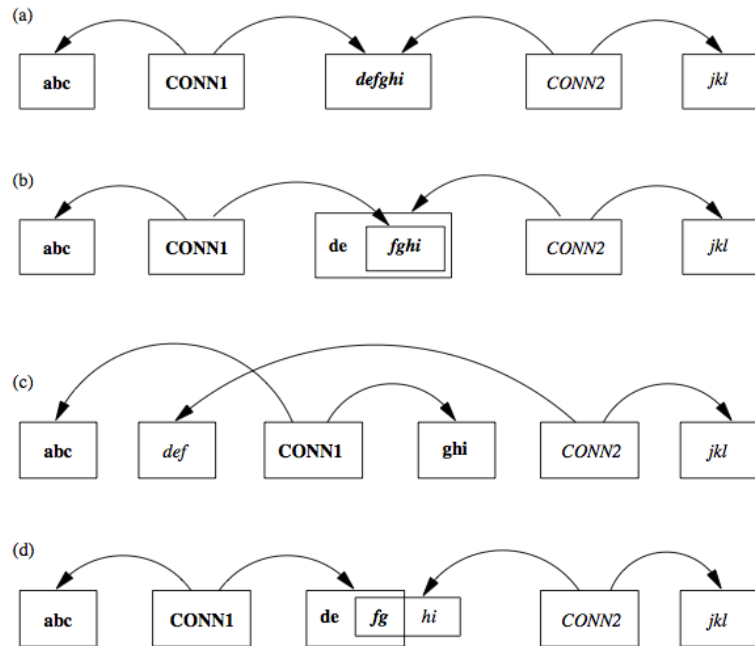 (a)
abc CONN1 defghi CONN2 jkl
(b)
abc CONN1 de fghi CONN2 jkl
(c)
abc def CONN1 ghi CONN2 jkl
(d)
abc CONN1 de fg hi CONN2 jkl